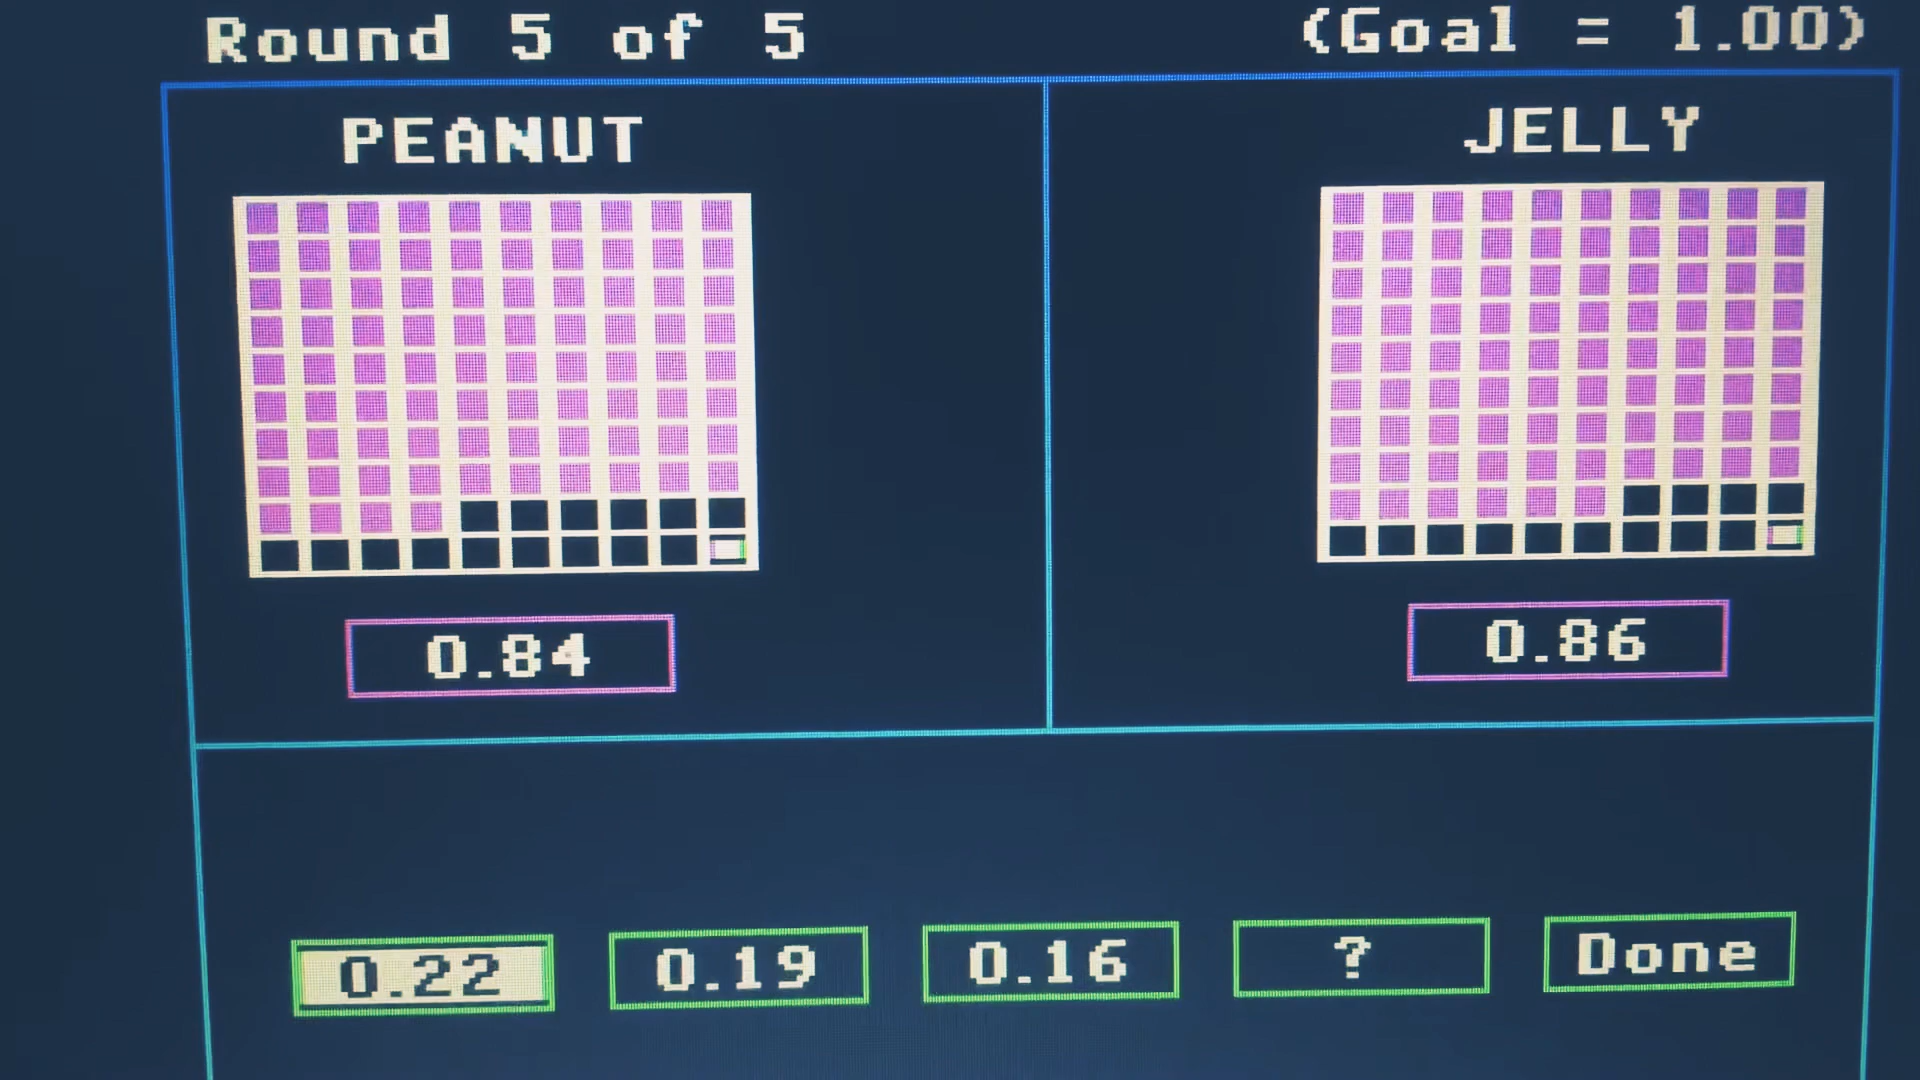 Round 5 of 5
(Goal = 1.00)
PEANUT
JELLY
0.84
0.86
0.22
0.19
0.16
?
Done